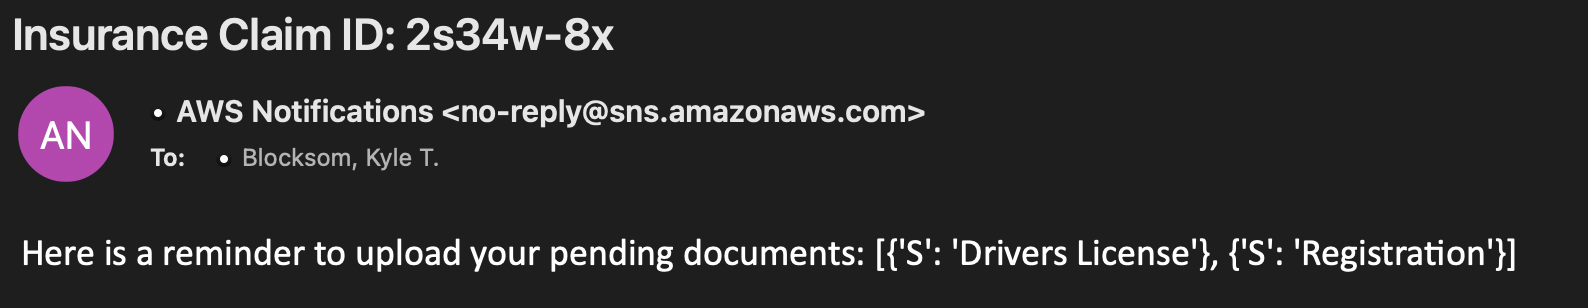 Insurance Claim ID: 2s34w-8x
AN
• AWS Notifications <no-reply@sns.amazonaws.com>
To: • Blocksom, Kyle T.
Here is a reminder to upload your pending documents: [{'S': 'Drivers License'}, {'S': 'Registration'}]